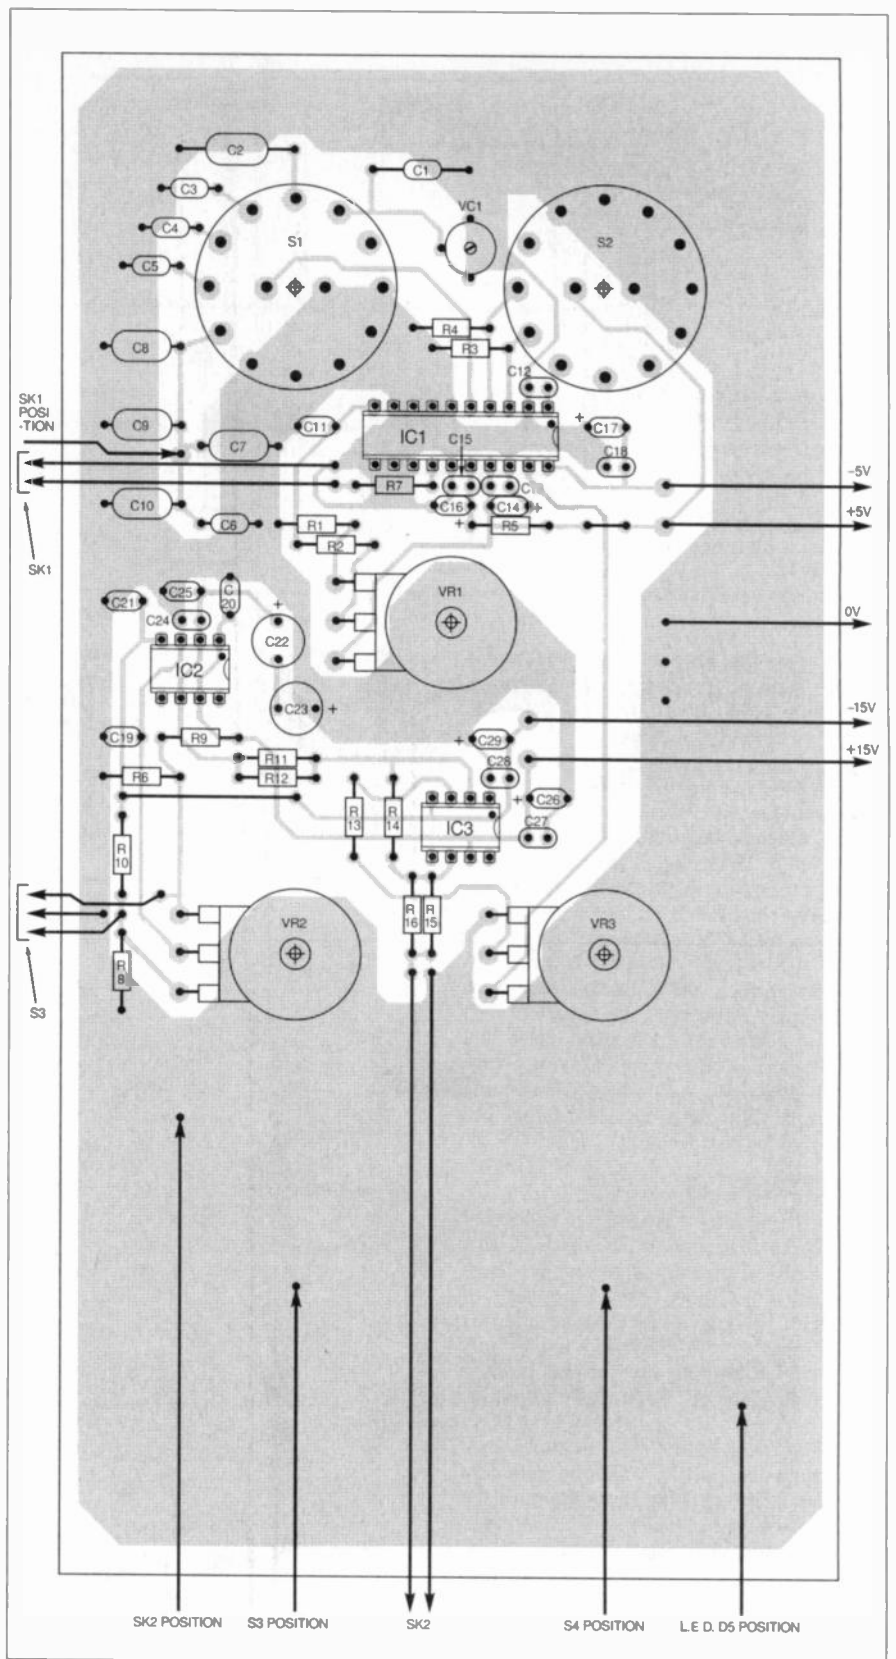 C2
C1
C3
VC1
C4
S1
S2
C5
R4
C8
R3
C12
SK1
POSI
-TION
C9
C7
C11
IC1
C15
+
C17
C18
-5V
R7
C10
C6
C16
C14
+
+
R1
R5
+5V
R2
SK1
C25
C
20
VR1
C21
+
C24
C22
0V
IC2
C23
+
-15V
C19
R9
+
C29
R11
C28
+15V
R6
R12
+
C26
R
13
R
14
IC3
C27
R
10
R
16
R
15
VR2
VR3
R
8
S3
SK2 POSITION
S3 POSITION
SK2
S4 POSITION
L.E.D. D5 POSITION